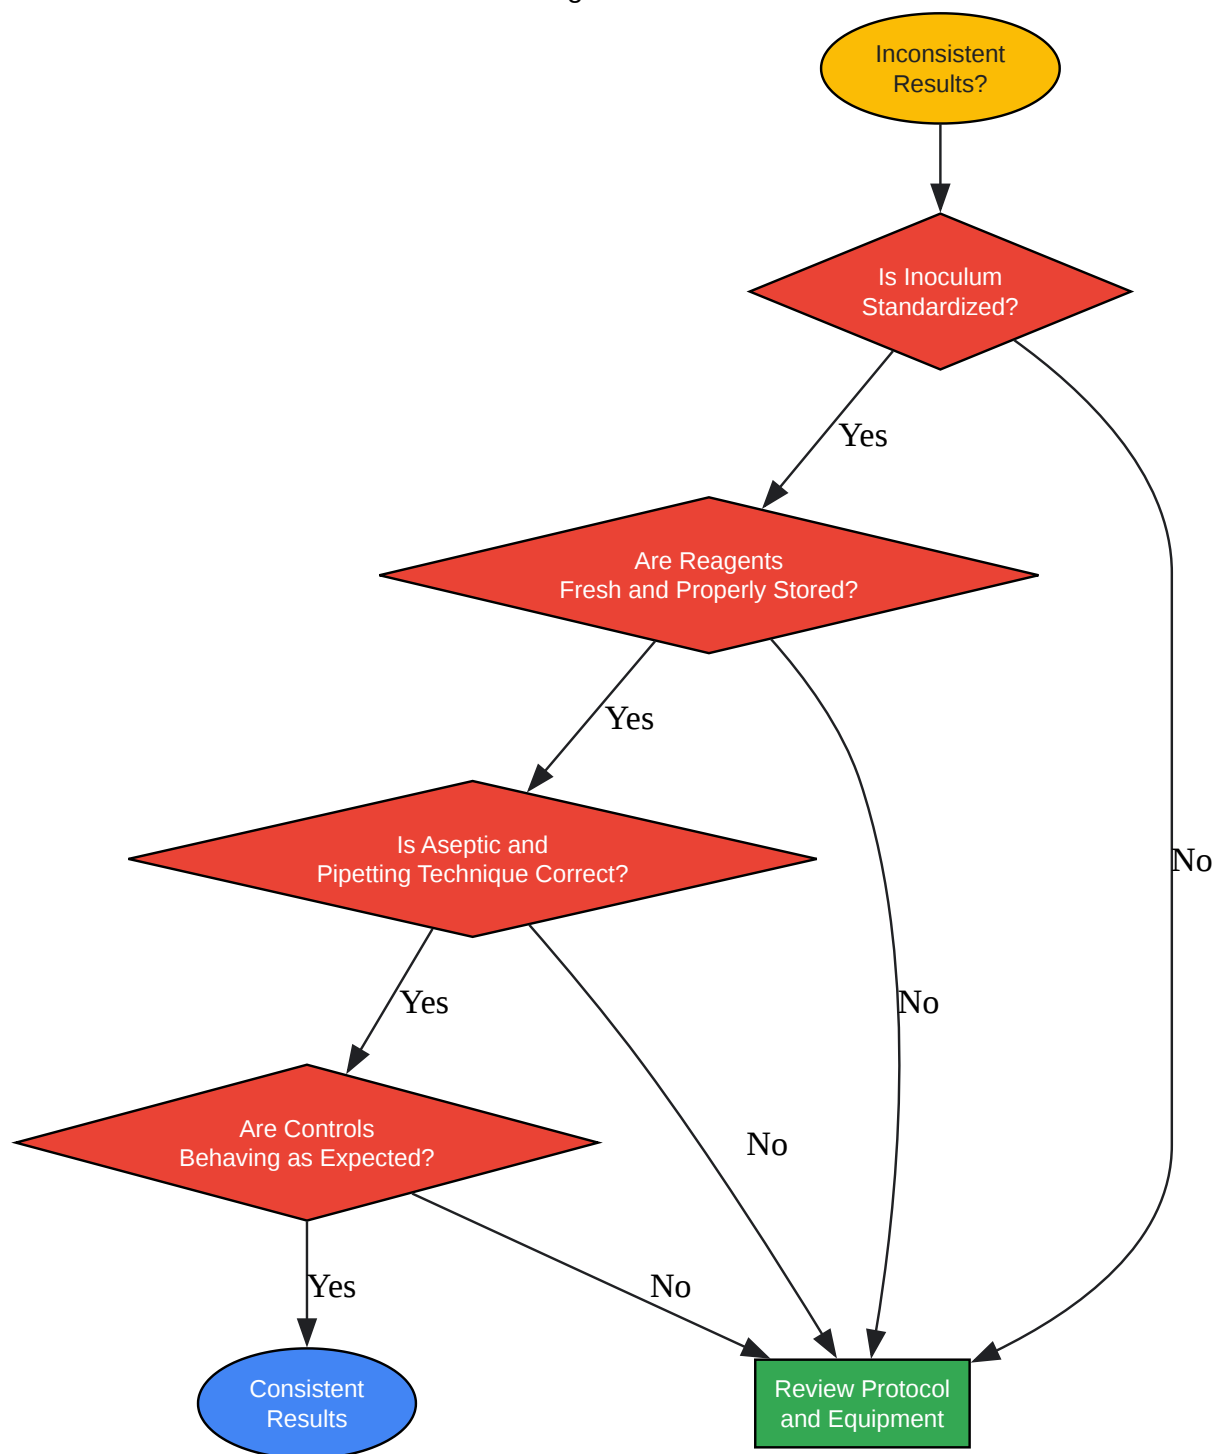 Inconsistent
Results?
Is Inoculum
Standardized?
Yes
Are Reagents
Fresh and Properly Stored?
Yes
Is Aseptic and
Pipetting Technique Correct?
No
Yes
No
Are Controls
Behaving as Expected?
No
Yes
No
Consistent
Results
Review Protocol
and Equipment